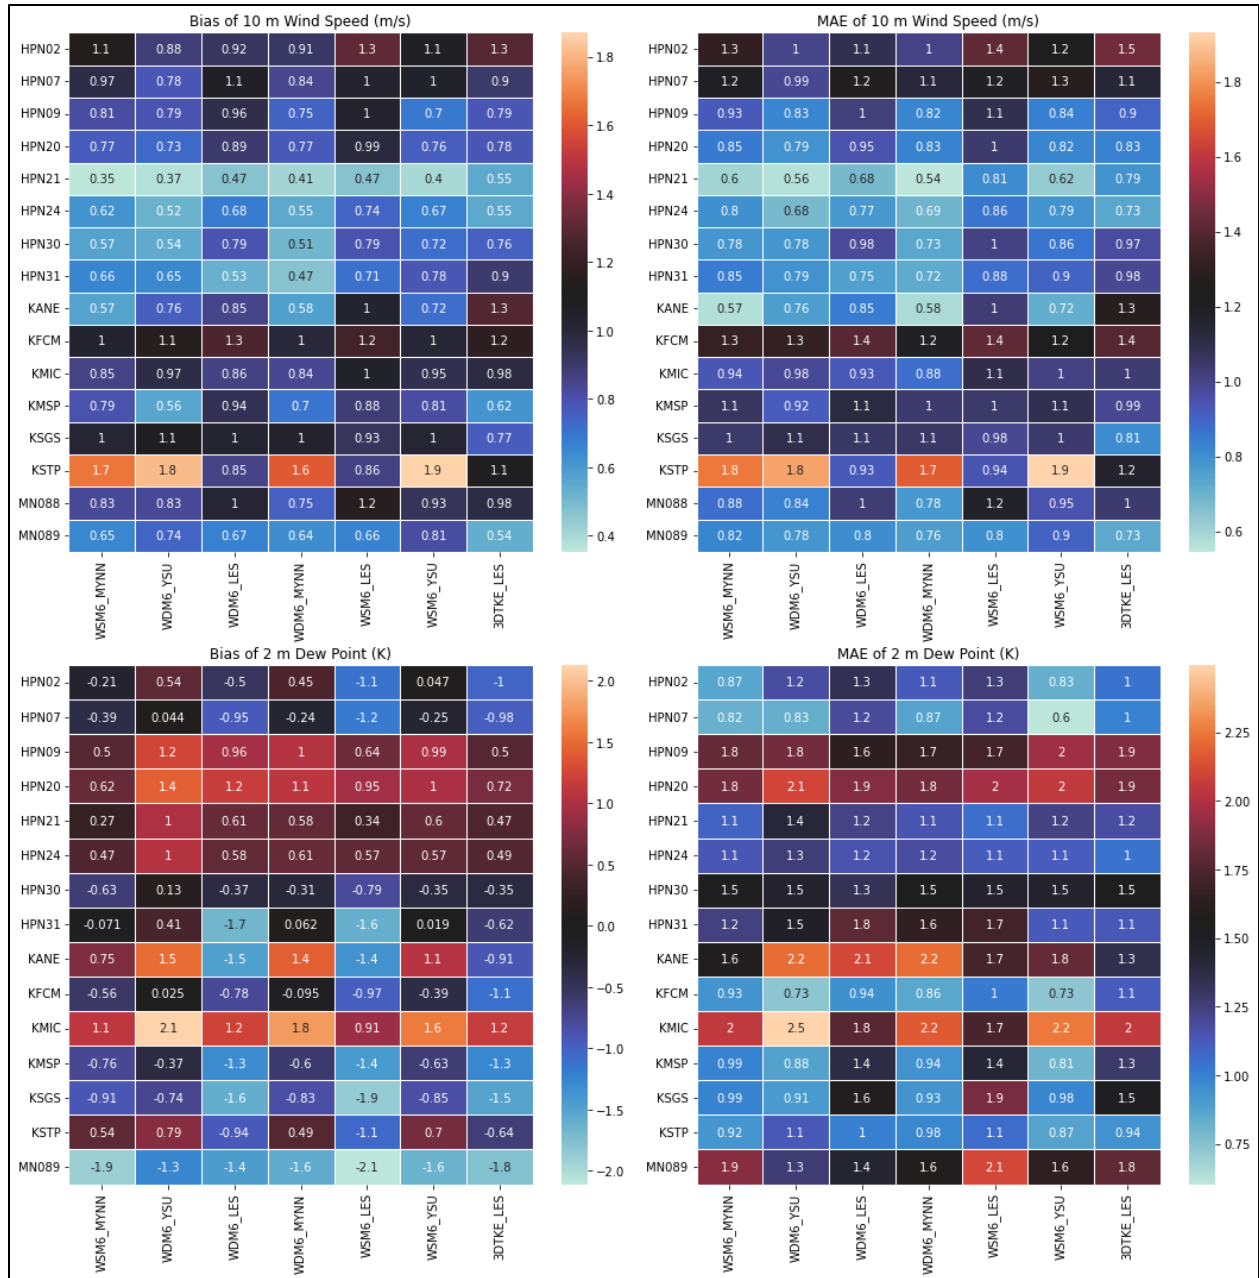 Bias of 10 m Wind Speed (m/s)
HPN02 1.1 0.88 0.92 0.91 1.3 1.1 1.3
HPN07 0.97 0.78 1.1 0.84 1 1 0.9
HPN09 0.81 0.79 0.96 0.75 1 0.7 0.79
HPN20 0.77 0.73 0.89 0.77 0.99 0.76 0.78
HPN21 0.35 0.37 0.47 0.41 0.47 0.4 0.55
HPN24 0.62 0.52 0.68 0.55 0.74 0.67 0.55
HPN30 0.57 0.54 0.79 0.51 0.79 0.72 0.76
HPN31 0.66 0.65 0.53 0.47 0.71 0.78 0.9
KANE 0.57 0.76 0.85 0.58 1 0.72 1.3
KFCM 1 1.1 1.3 1 1.2 1 1.2
KMIC 0.85 0.97 0.86 0.84 1 0.95 0.98
KMSP 0.79 0.56 0.94 0.7 0.88 0.81 0.62
KSGS 1 1.1 1 1 0.93 1 0.77
KSTP 1.7 1.8 0.85 1.6 0.86 1.9 1.1
MN088 0.83 0.83 1 0.75 1.2 0.93 0.98
MN089 0.65 0.74 0.67 0.64 0.66 0.81 0.54
WSM6_MYNN WDM6_YSU WDM6_LES WDM6_MYNN WSM6_LES WSM6_YSU 3DTKE_LES
1.8
1.6
1.4
1.2
1.0
0.8
0.6
0.4
MAE of 10 m Wind Speed (m/s)
HPN02 1.3 1 1.1 1 1.4 1.2 1.5
HPN07 1.2 0.99 1.2 1.1 1.2 1.3 1.1
HPN09 0.93 0.83 1 0.82 1.1 0.84 0.9
HPN20 0.85 0.79 0.95 0.83 1 0.82 0.83
HPN21 0.6 0.56 0.68 0.54 0.81 0.62 0.79
HPN24 0.8 0.68 0.77 0.69 0.86 0.79 0.73
HPN30 0.78 0.78 0.98 0.73 1 0.86 0.97
HPN31 0.85 0.79 0.75 0.72 0.88 0.9 0.98
KANE 0.57 0.76 0.85 0.58 1 0.72 1.3
KFCM 1.3 1.3 1.4 1.2 1.4 1.2 1.4
KMIC 0.94 0.98 0.93 0.88 1.1 1 1
KMSP 1.1 0.92 1.1 1 1 1.1 0.99
KSGS 1 1.1 1.1 1.1 0.98 1 0.81
KSTP 1.8 1.8 0.93 1.7 0.94 1.9 1.2
MN088 0.88 0.84 1 0.78 1.2 0.95 1
MN089 0.82 0.78 0.8 0.76 0.8 0.9 0.73
WSM6_MYNN WDM6_YSU WDM6_LES WDM6_MYNN WSM6_LES WSM6_YSU 3DTKE_LES
1.8
1.6
1.4
1.2
1.0
0.8
0.6
Bias of 2 m Dew Point (K)
HPN02 -0.21 0.54 -0.5 0.45 -1.1 0.047 -1
HPN07 -0.39 0.044 -0.95 -0.24 -1.2 -0.25 -0.98
HPN09 0.5 1.2 0.96 1 0.64 0.99 0.5
HPN20 0.62 1.4 1.2 1.1 0.95 1 0.72
HPN21 0.27 1 0.61 0.58 0.34 0.6 0.47
HPN24 0.47 1 0.58 0.61 0.57 0.57 0.49
HPN30 -0.63 0.13 -0.37 -0.31 -0.79 -0.35 -0.35
HPN31 -0.071 0.41 -1.7 0.062 -1.6 0.019 -0.62
KANE 0.75 1.5 -1.5 1.4 -1.4 1.1 -0.91
KFCM -0.56 0.025 -0.78 -0.095 -0.97 -0.39 -1.1
KMIC 1.1 2.1 1.2 1.8 0.91 1.6 1.2
KMSP -0.76 -0.37 -1.3 -0.6 -1.4 -0.63 -1.3
KSGS -0.91 -0.74 -1.6 -0.83 -1.9 -0.85 -1.5
KSTP 0.54 0.79 -0.94 0.49 -1.1 0.7 -0.64
MN089 -1.9 -1.3 -1.4 -1.6 -2.1 -1.6 -1.8
WSM6_MYNN WDM6_YSU WDM6_LES WDM6_MYNN WSM6_LES WSM6_YSU 3DTKE_LES
2.0
1.5
1.0
0.5
0.0
−0.5
−1.0
−1.5
−2.0
MAE of 2 m Dew Point (K)
HPN02 0.87 1.2 1.3 1.1 1.3 0.83 1
HPN07 0.82 0.83 1.2 0.87 1.2 0.6 1
HPN09 1.8 1.8 1.6 1.7 1.7 2 1.9
HPN20 1.8 2.1 1.9 1.8 2 2 1.9
HPN21 1.1 1.4 1.2 1.1 1.1 1.2 1.2
HPN24 1.1 1.3 1.2 1.2 1.1 1.1 1
HPN30 1.5 1.5 1.3 1.5 1.5 1.5 1.5
HPN31 1.2 1.5 1.8 1.6 1.7 1.1 1.1
KANE 1.6 2.2 2.1 2.2 1.7 1.8 1.3
KFCM 0.93 0.73 0.94 0.86 1 0.73 1.1
KMIC 2 2.5 1.8 2.2 1.7 2.2 2
KMSP 0.99 0.88 1.4 0.94 1.4 0.81 1.3
KSGS 0.99 0.91 1.6 0.93 1.9 0.98 1.5
KSTP 0.92 1.1 1 0.98 1.1 0.87 0.94
MN089 1.9 1.3 1.4 1.6 2.1 1.6 1.8
WSM6_MYNN WDM6_YSU WDM6_LES WDM6_MYNN WSM6_LES WSM6_YSU 3DTKE_LES
2.25
2.00
1.75
1.50
1.25
1.00
0.75